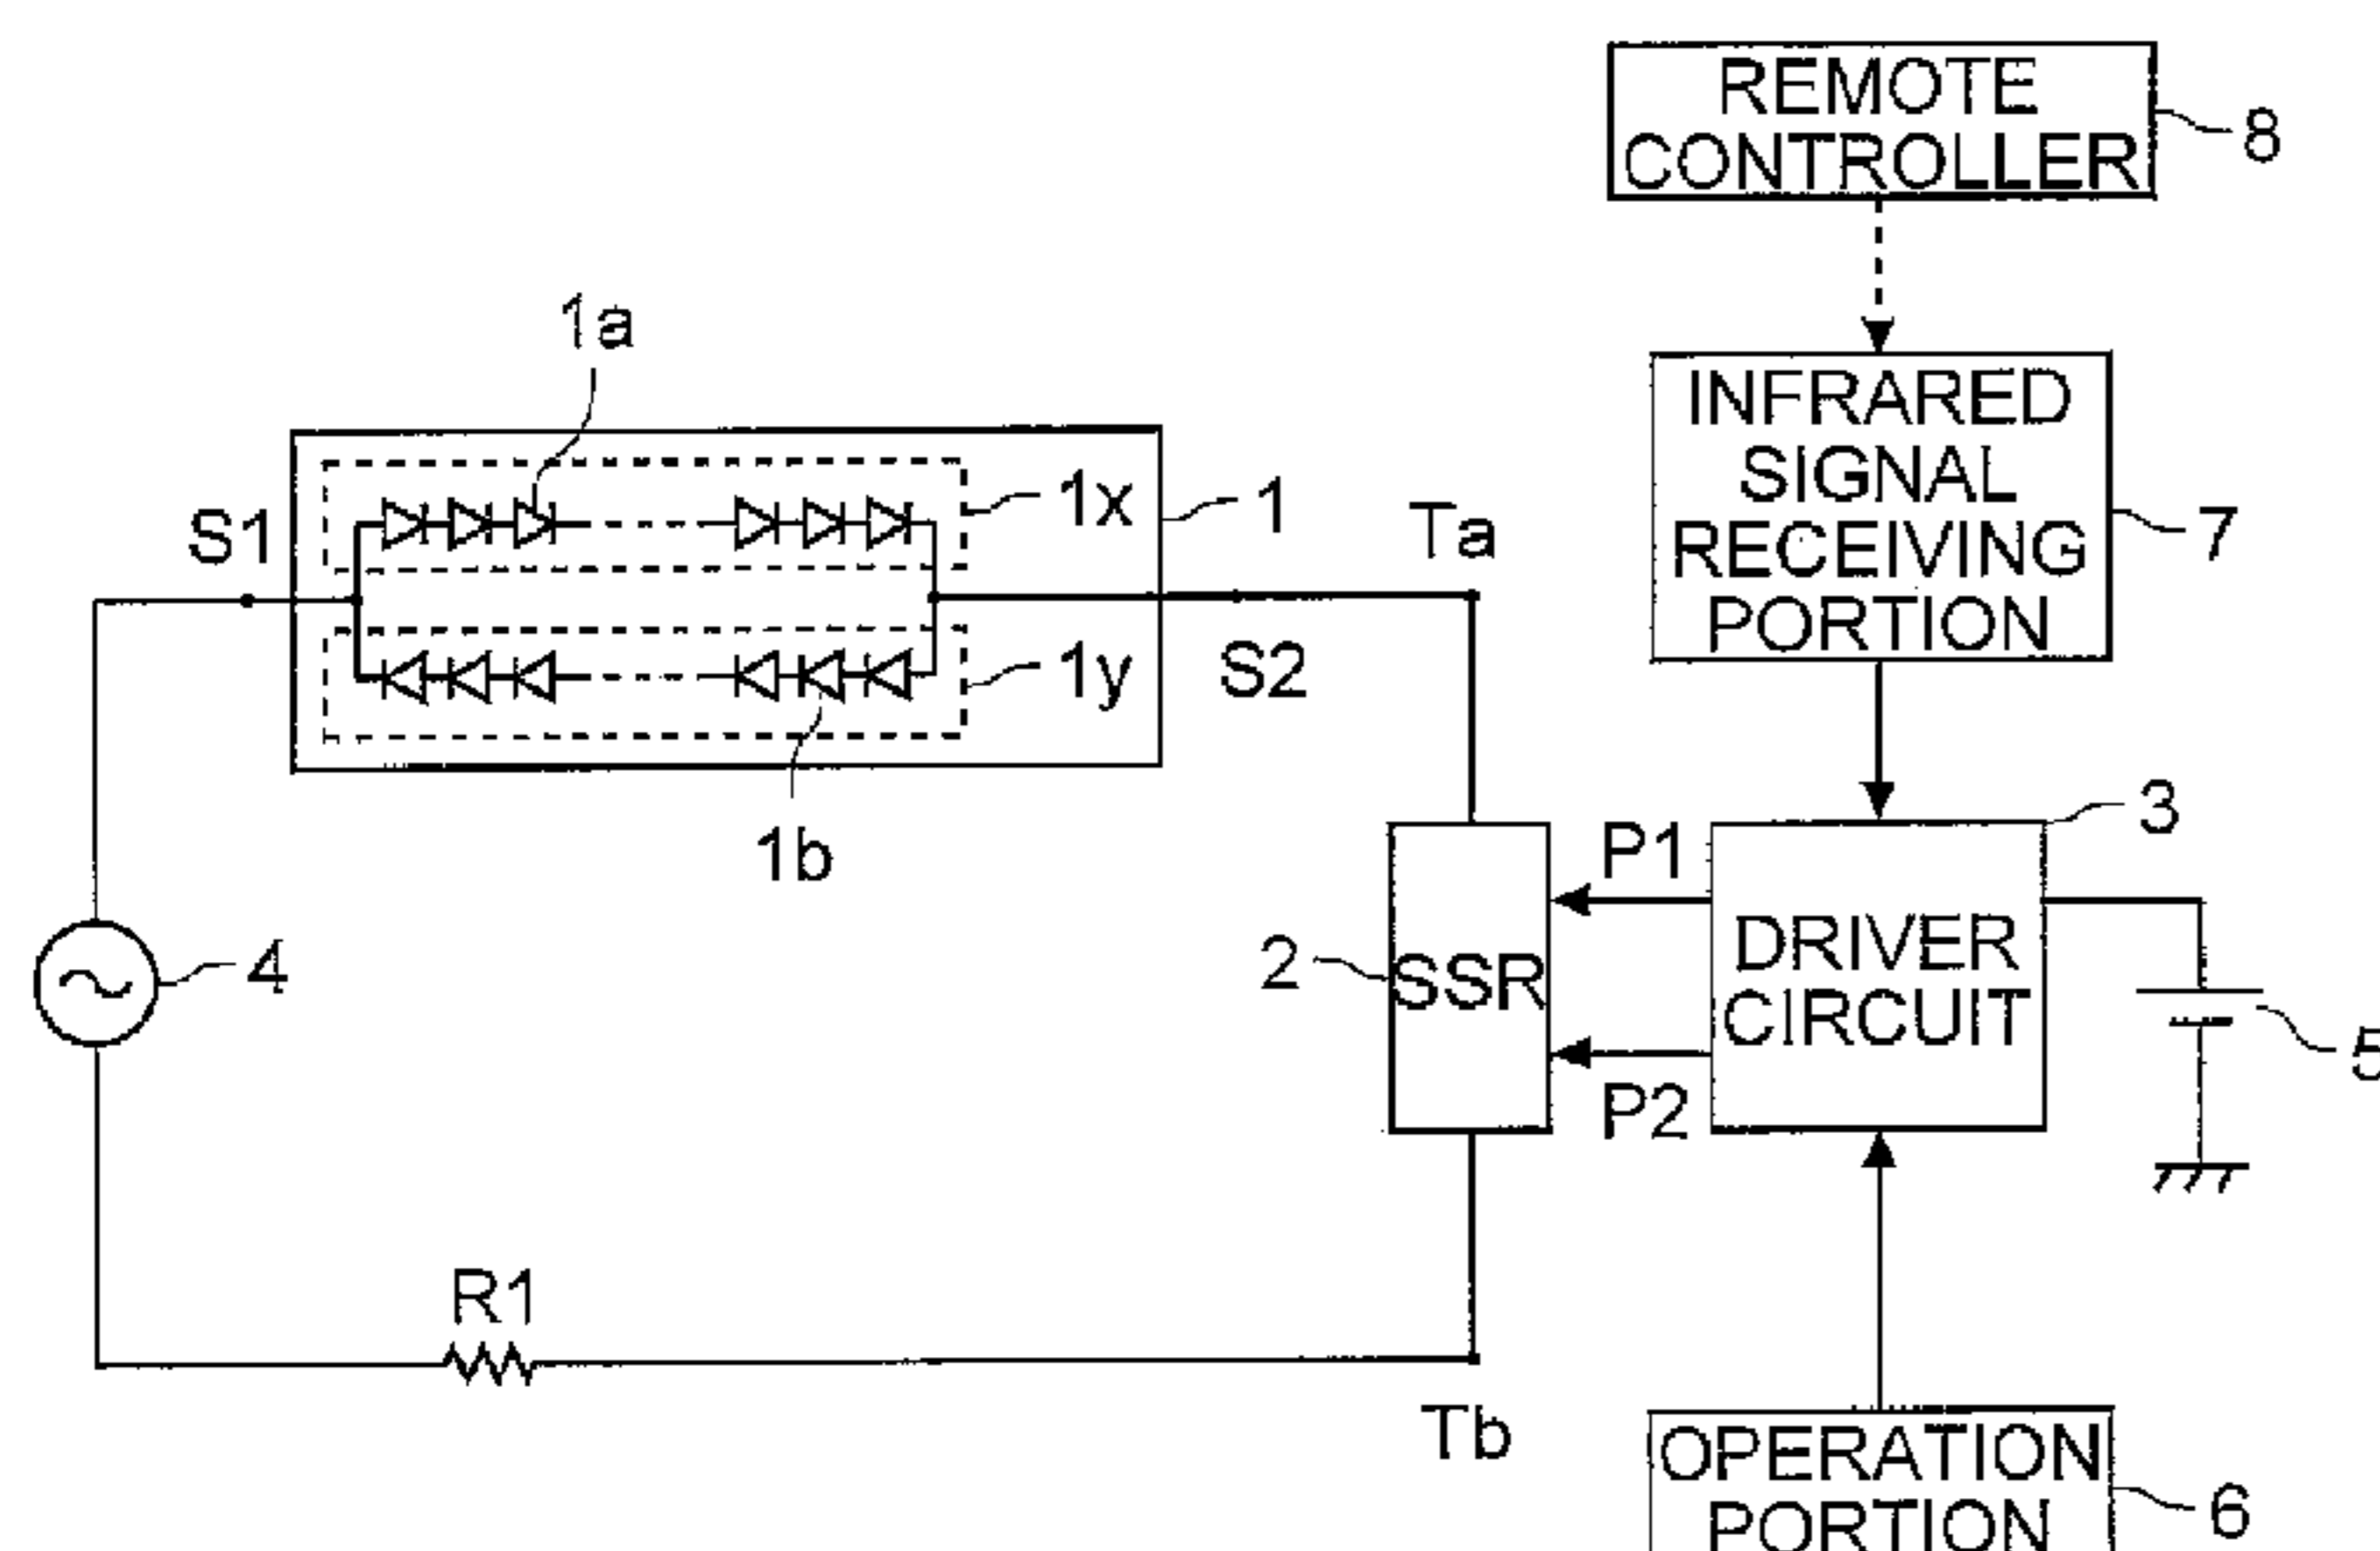 REMOTE
CONTROLLER
8
1a
INFRARED
SIGNAL
RECEIVING
PORTION
7
1x
1
S1
Ta
1y
S2
1b
3
P1
DRIVER
CIRCUIT
2
SSR
4
P2
5
R1
Tb
OPERATION
PORTION
6